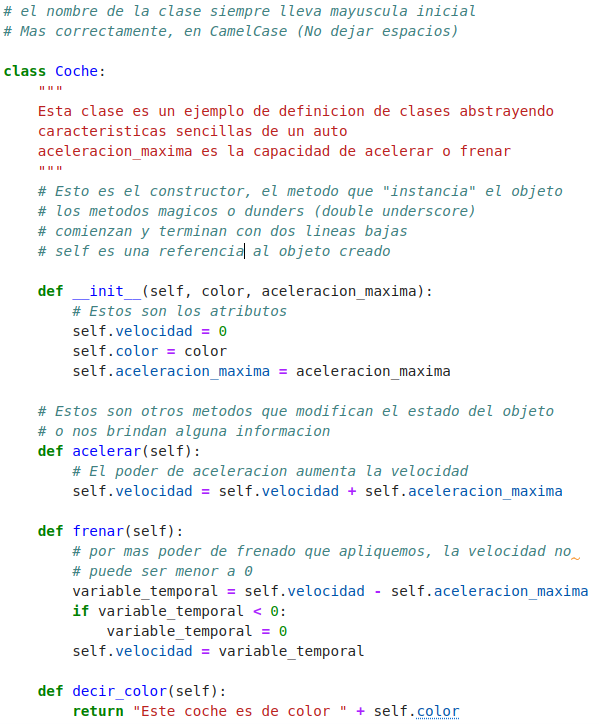 # el nombre de la clase siempre lleva mayuscula inicial
# Mas correctamente, en CamelCase (No dejar espacios)

class Coche:
    """
    Esta clase es un ejemplo de definicion de clases abstrayendo
    caracteristicas sencillas de un auto
    aceleracion_maxima es la capacidad de acelerar o frenar
    """
    # Esto es el constructor, el metodo que "instancia" el objeto
    # los metodos magicos o dunders (double underscore)
    # comienzan y terminan con dos lineas bajas
    # self es una referencia al objeto creado

    def __init__(self, color, aceleracion_maxima):
        # Estos son los atributos
        self.velocidad = 0
        self.color = color
        self.aceleracion_maxima = aceleracion_maxima

    # Estos son otros metodos que modifican el estado del objeto
    # o nos brindan alguna informacion
    def acelerar(self):
        # El poder de aceleracion aumenta la velocidad
        self.velocidad = self.velocidad + self.aceleracion_maxima

    def frenar(self):
        # por mas poder de frenado que apliquemos, la velocidad no
        # puede ser menor a 0
        variable_temporal = self.velocidad - self.aceleracion_maxima
        if variable_temporal < 0:
            variable_temporal = 0
        self.velocidad = variable_temporal

    def decir_color(self):
        return "Este coche es de color " + self.color